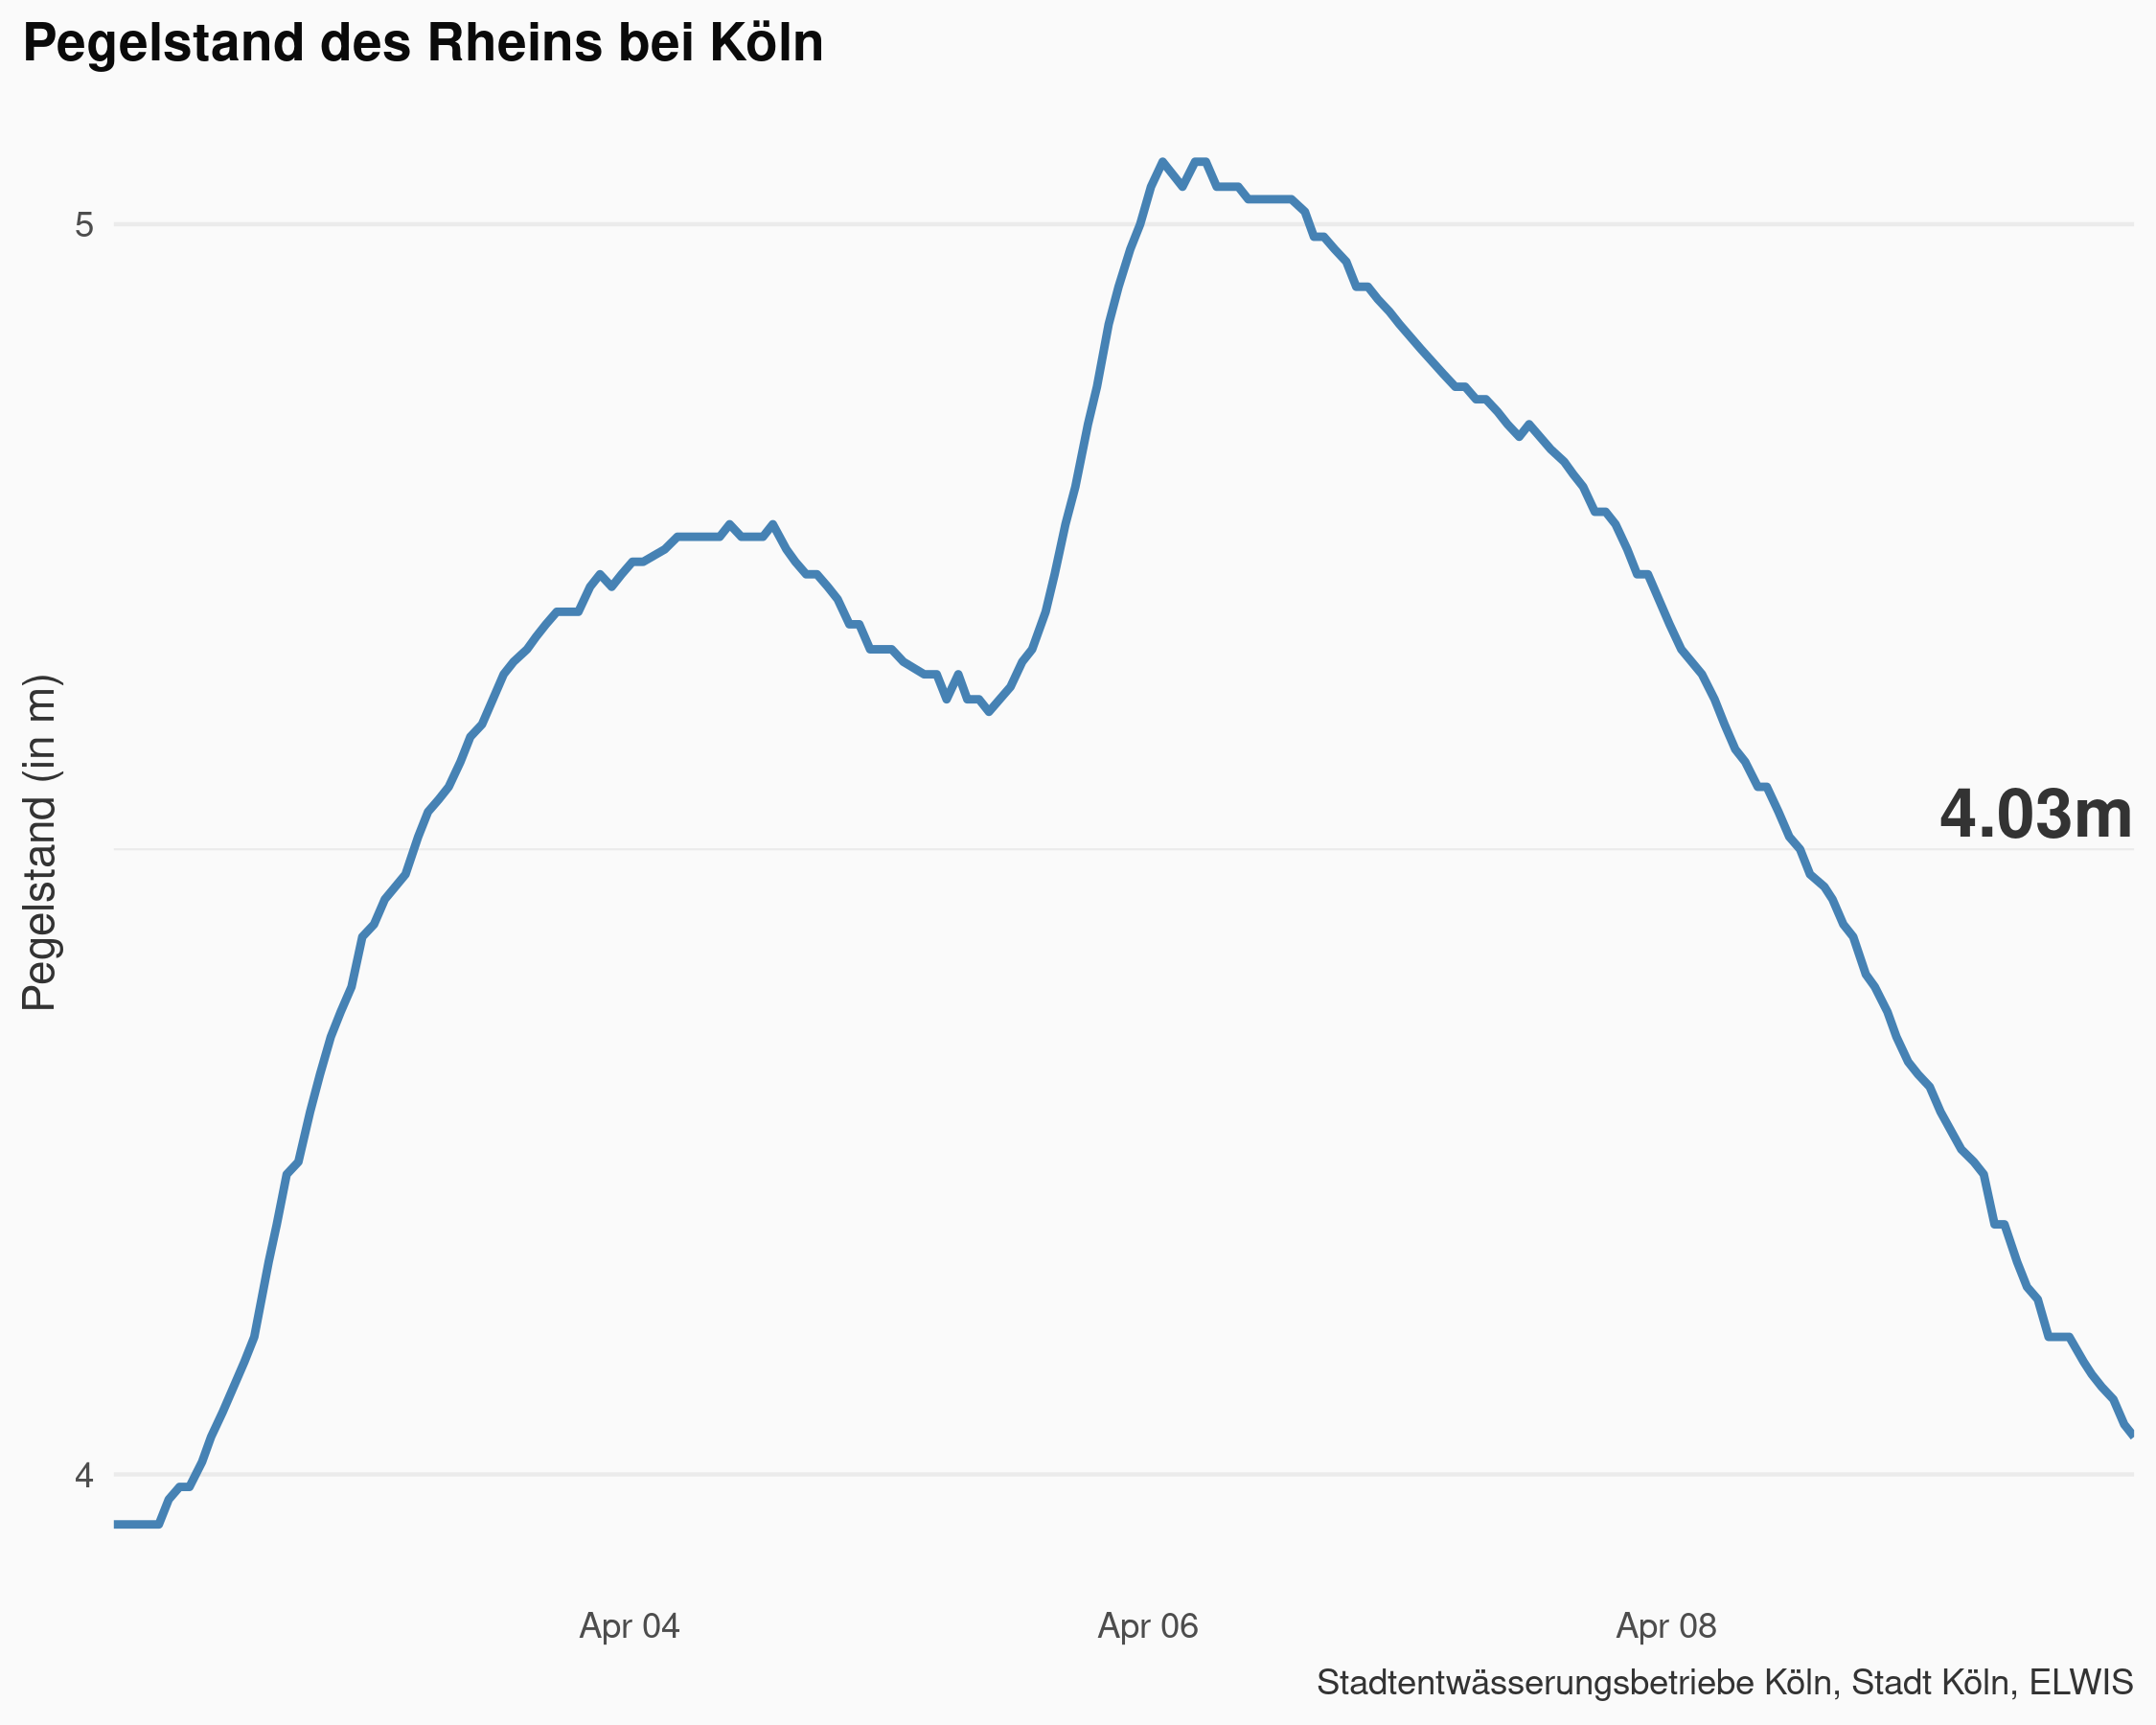 Pegelstand des Rheins bei Köln
5
Pegelstand (in m)
4.03m
4
Apr 04
Apr 06
Apr 08
Stadtentwässerungsbetriebe Köln, Stadt Köln, ELWIS